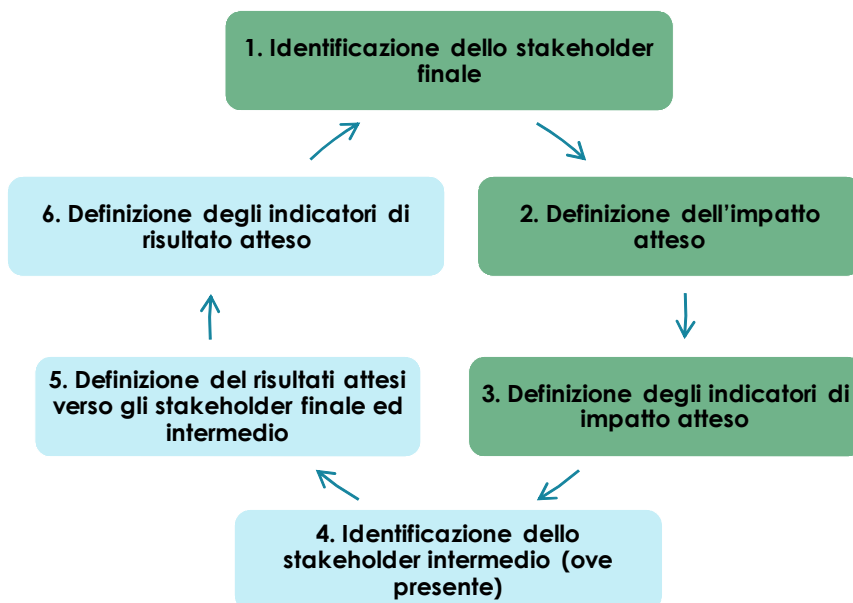 1. Identificazione dello stakeholder
finale
2. Definizione dell’impatto
atteso
3. Definizione degli indicatori di
impatto atteso
4. Identificazione dello
stakeholder intermedio (ove
presente)
5. Definizione del risultati attesi
verso gli stakeholder finale ed
intermedio
6. Definizione degli indicatori di
risultato atteso